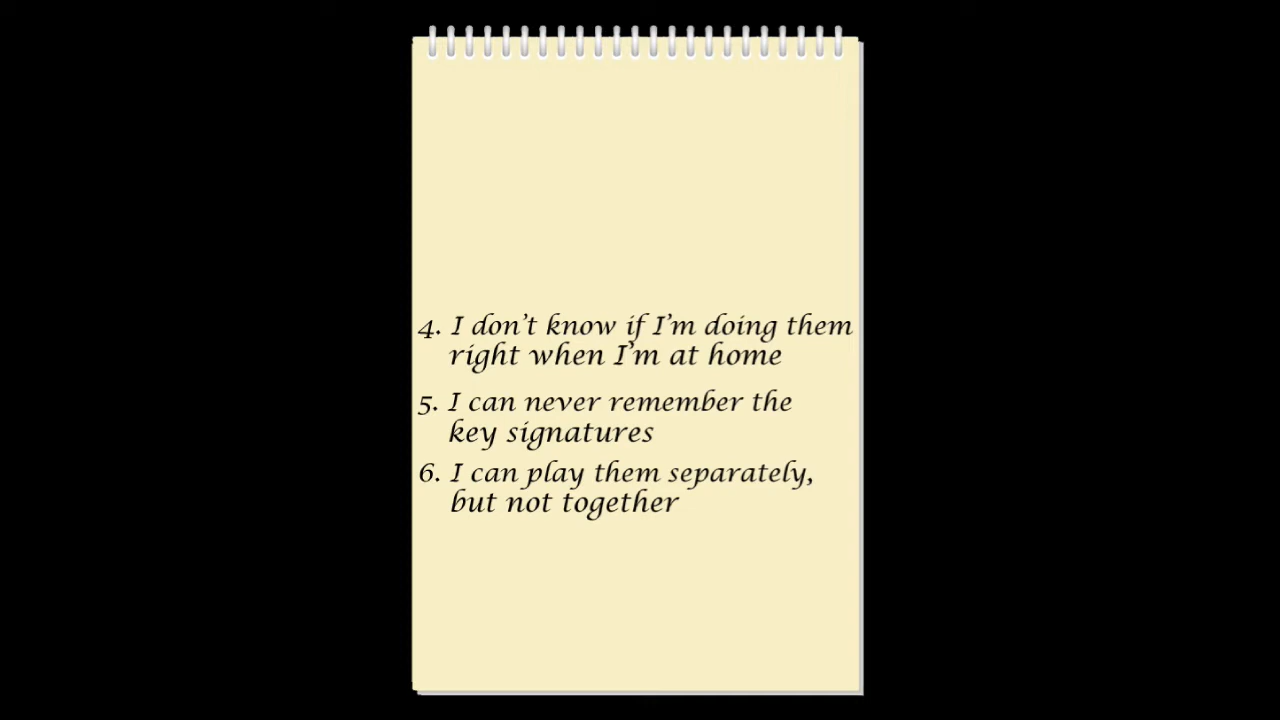 4. I don't know if I'm doing them
right when I'm at home
5. I can never remember the
key signatures
6. I can play them separately,
but not together